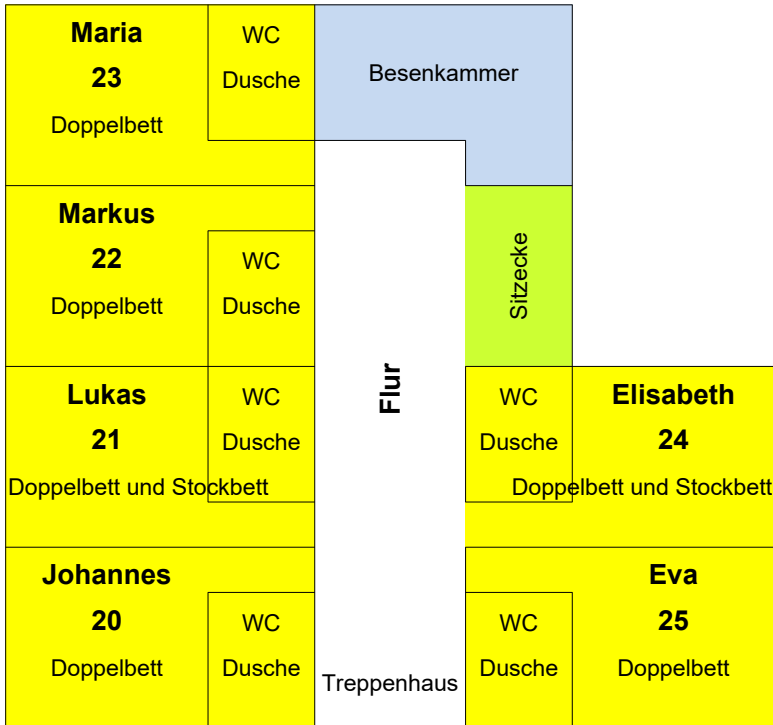 Maria
23
Doppelbett
WC
Dusche
Besenkammer
Markus
22
Doppelbett
WC
Dusche
Sitzecke
Flur
Lukas
21
Doppelbett und Stockbett
WC
Dusche
WC
Dusche
Elisabeth
24
Doppelbett und Stockbett
Johannes
20
Doppelbett
WC
Dusche
Treppenhaus
WC
Dusche
Eva
25
Doppelbett